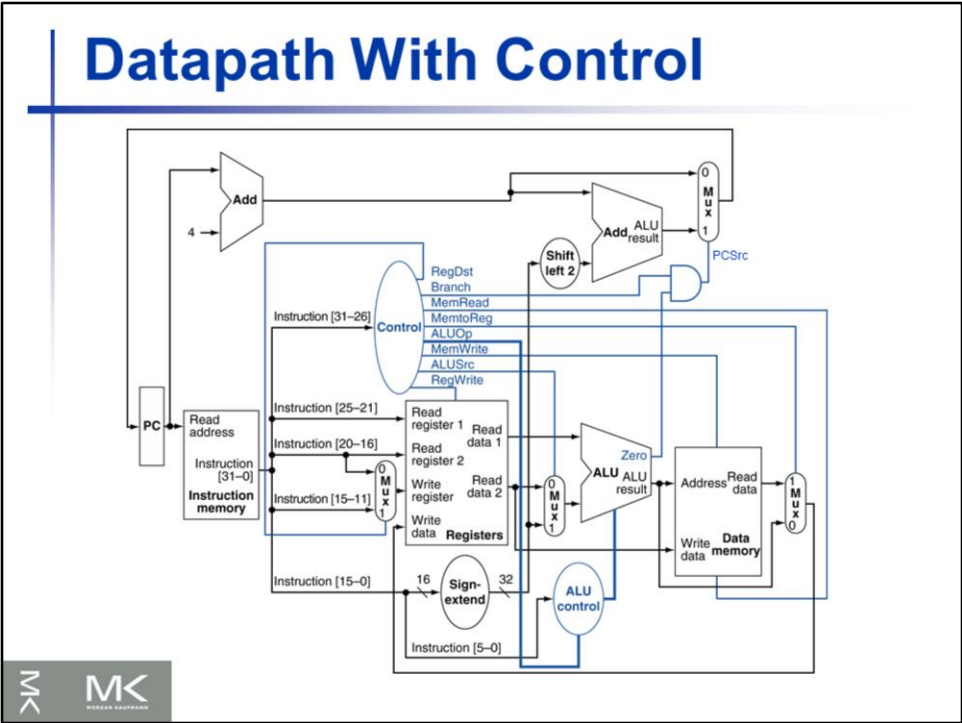 Datapath With Control
0
M
u
x
1
Add
4
Add
ALU
result
Shift
left 2
PCSrc
RegDst
Branch
MemRead
MemtoReg
ALUOp
MemWrite
ALUSrc
RegWrite
Control
Instruction [31–26]
Instruction [25–21]
Instruction [20–16]
Instruction [15–11]
Instruction [15–0]
Instruction [5–0]
PC
Read
address
Instruction
[31–0]
Instruction
memory
0
M
u
x
1
Read
register 1
Read
register 2
Write
register
Write
data
Read
data 1
Read
data 2
Registers
0
M
u
x
1
Zero
ALU
ALU
result
Address
Read
data
Write
data
Data
memory
1
M
u
x
0
16
Sign-
extend
32
ALU
control
MK
MK
MORGAN KAUFMANN